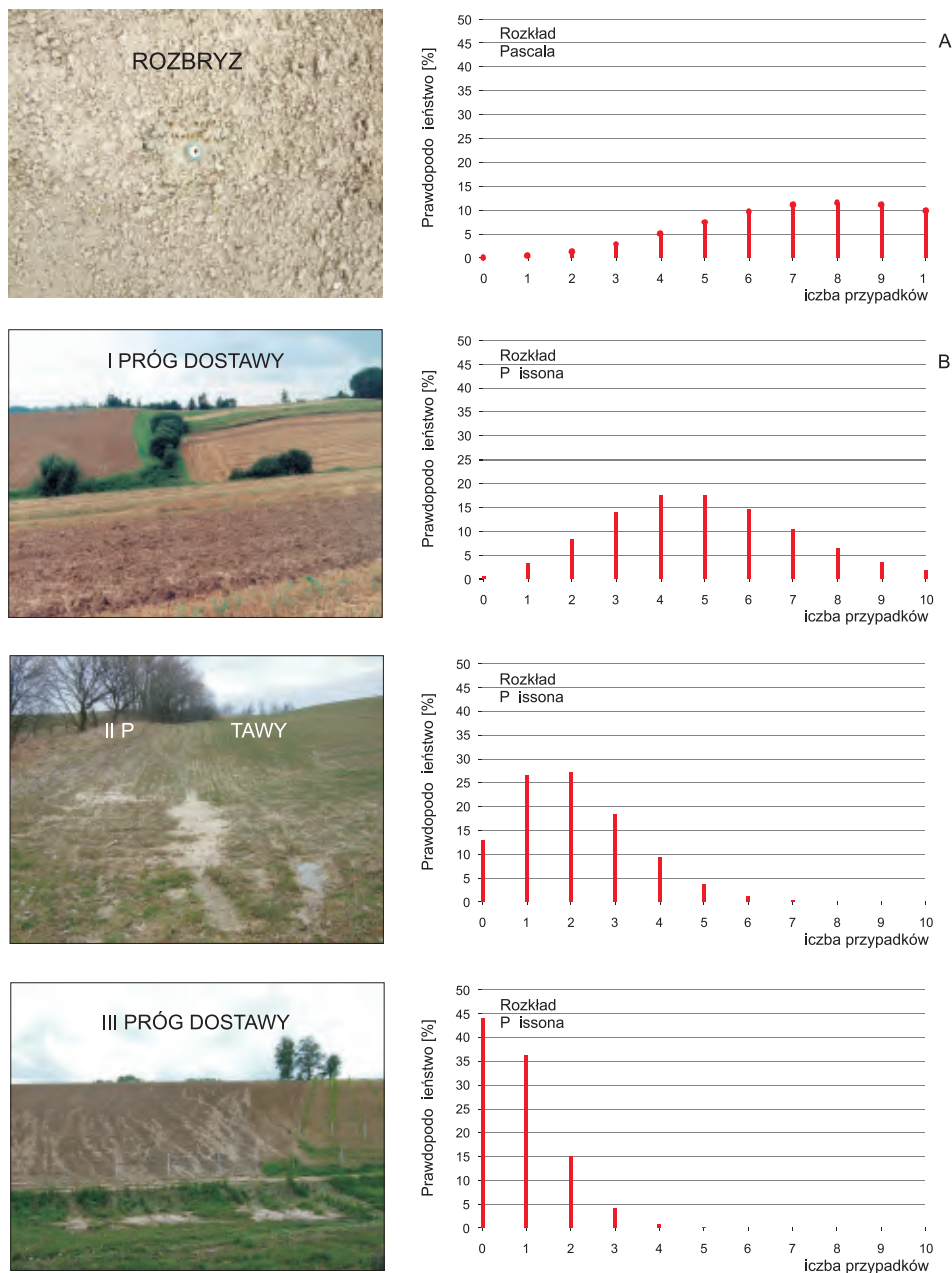 ROZBRYZ
Rozkład
Pascala
A
Prawdopodo ieństwo [%]
50
45
40
35
30
25
20
15
10
5
0
0 1 2 3 4 5 6 7 8 9 1
iczba przypadków
I PRÓG DOSTAWY
Rozkład
P issona
B
Prawdopodo ieństwo [%]
50
45
40
35
30
25
20
15
10
5
0
0 1 2 3 4 5 6 7 8 9 10
iczba przypadków
II P TAWY
Rozkład
P issona
Prawdopodo ieństwo [%]
50
45
40
35
30
25
20
15
10
5
0
0 1 2 3 4 5 6 7 8 9 10
iczba przypadków
III PRÓG DOSTAWY
Rozkład
P issona
Prawdopodo ieństwo [%]
50
45
40
35
30
25
20
15
10
5
0
0 1 2 3 4 5 6 7 8 9 10
iczba przypadków